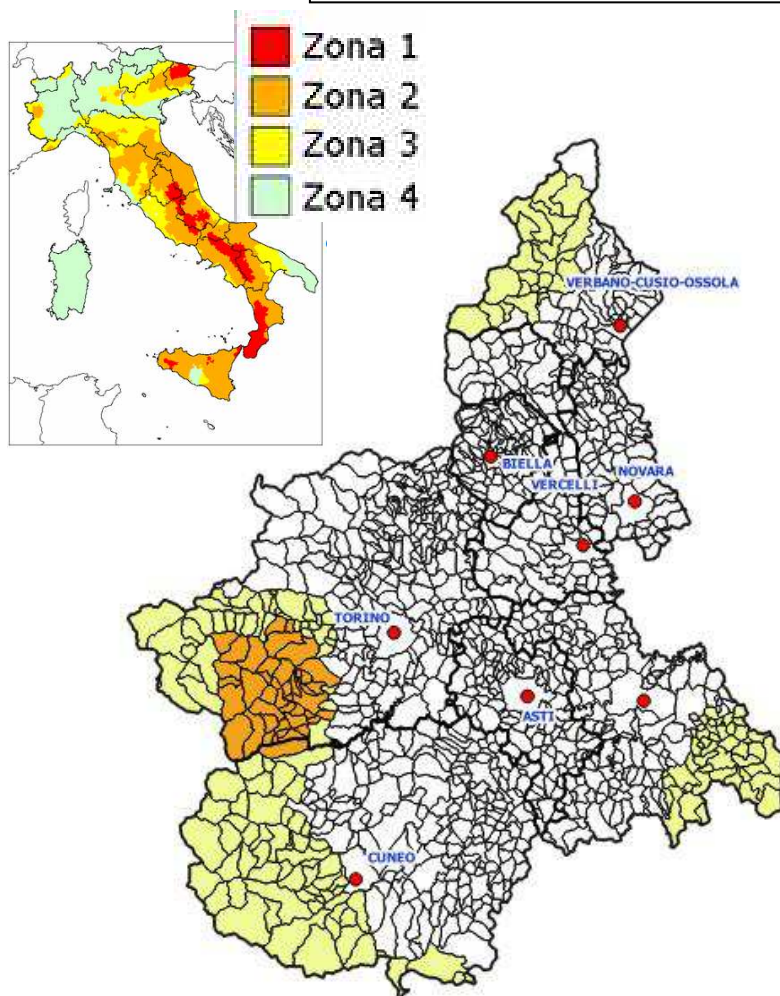 Zona 1
Zona 2
Zona 3
Zona 4
VERBANO-CUSIO-OSSOLA
BIELLA
NOVARA
VERCELLI
TORINO
ASTI
CUNEO